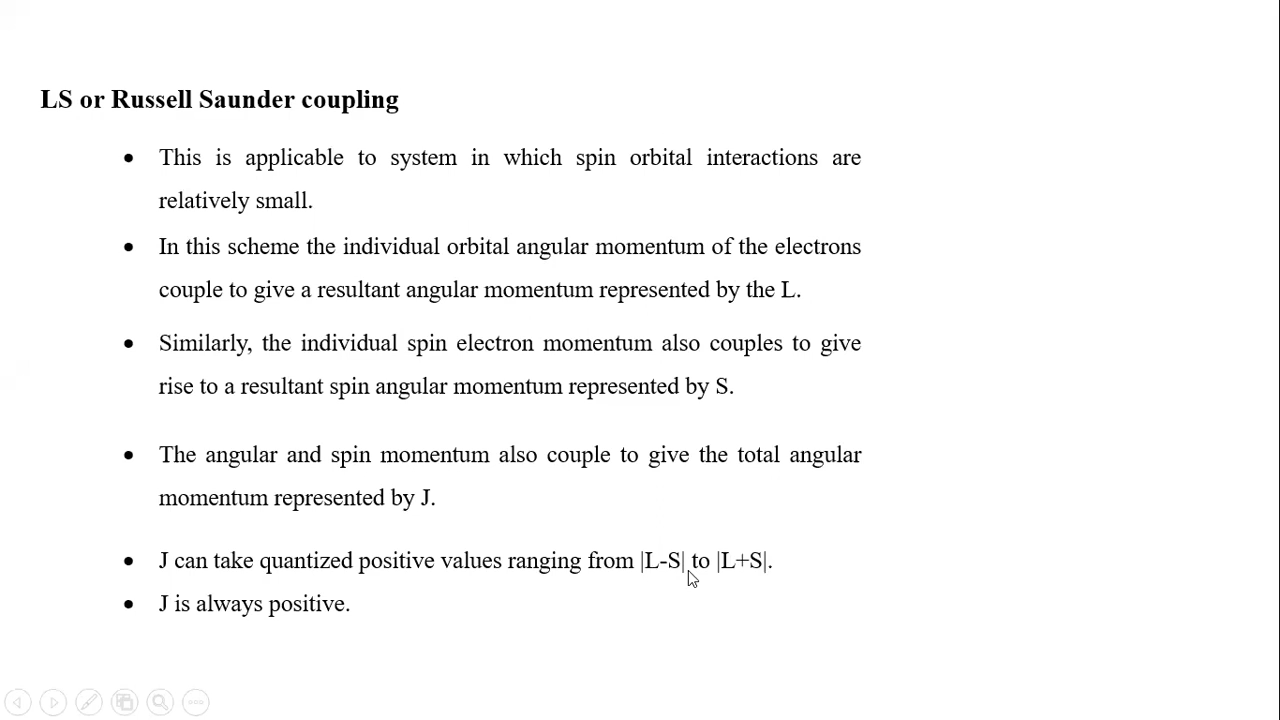 LS or Russell Saunder coupling
• This is applicable to system in which spin orbital interactions are
relatively small.
• In this scheme the individual orbital angular momentum of the electrons
couple to give a resultant angular momentum represented by the L.
• Similarly, the individual spin electron momentum also couples to give
rise to a resultant spin angular momentum represented by S.
• The angular and spin momentum also couple to give the total angular
momentum represented by J.
• J can take quantized positive values ranging from |L-S| to |L+S|.
• J is always positive.